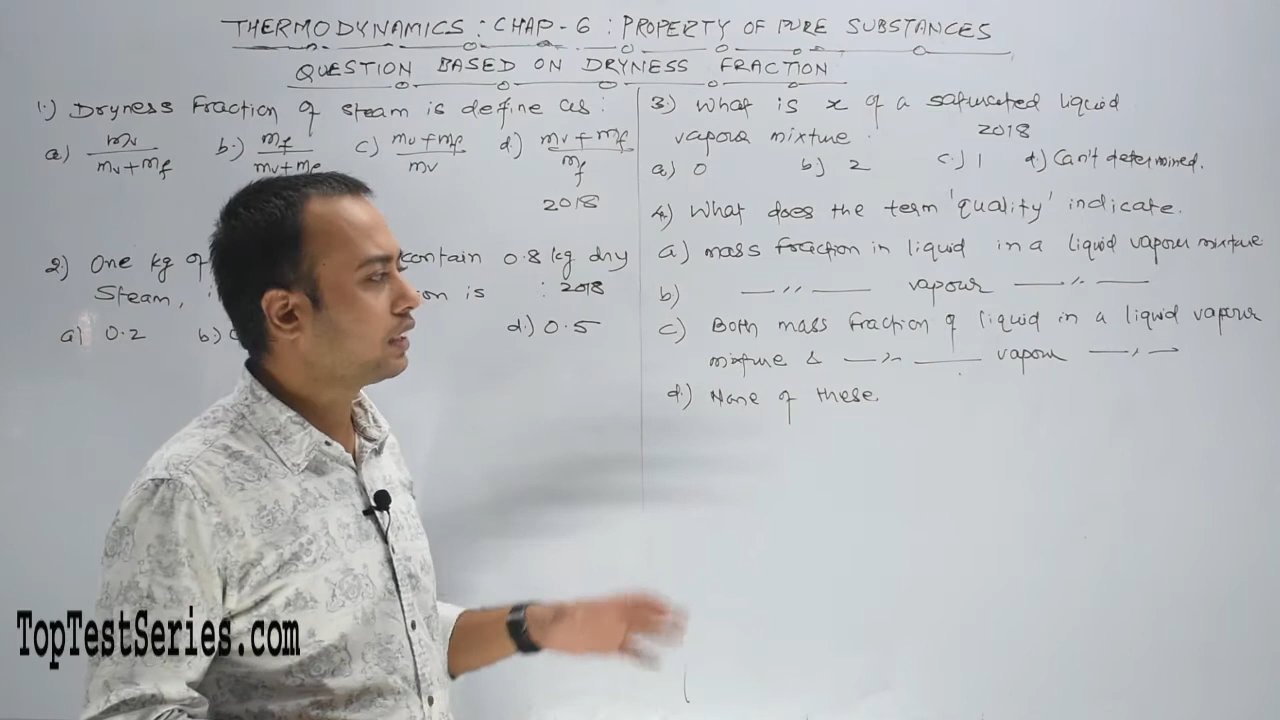 THERMODYNAMICS : CHAP-6 : PROPERTY OF PURE SUBSTANCES
QUESTION BASED ON DRYNESS FRACTION
1.) Dryness Fraction of steam is define as :
a) mv / mv+mf b.) mf / mv+mf c) mv+mf / mv d.) mv+mf / mf
2018
2.) One kg of contain 0.8 kg dry
Steam, is : 2018
a) 0.2 b) d.) 0.5
3.) What is x of a saturated liquid
vapour mixture. 2018
a) 0 b) 2 c.) 1 d.) Can't determined.
4.) What does the term 'quality' indicate.
a) mass fraction in liquid in a liquid vapour mixture
b) —〃— vapour —〃—
c) Both mass fraction of liquid in a liquid vapour
mixture & —〃— vapour —〃—
d.) None of these
TopTestSeries.com